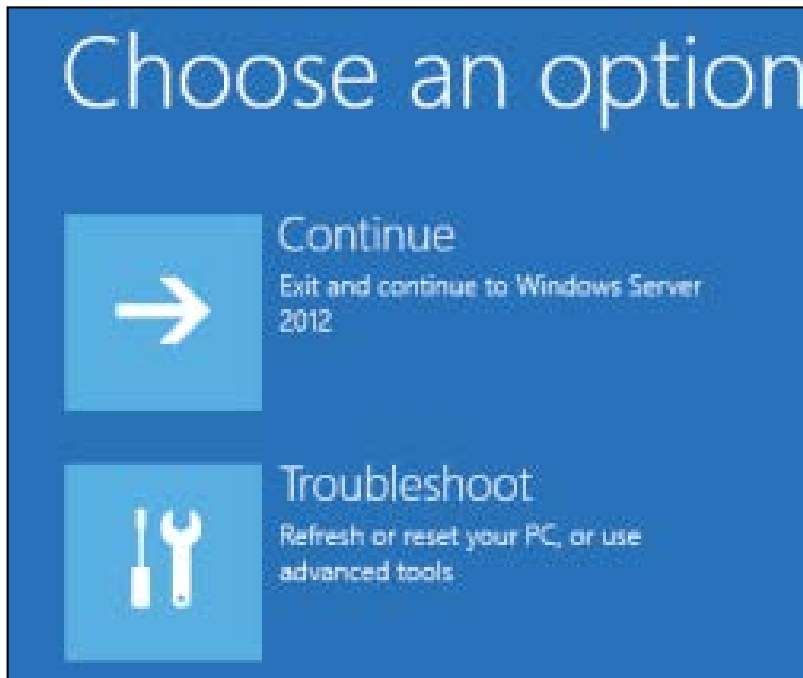 Choose an option
Continue
Exit and continue to Windows Server
2012
Troubleshoot
Refresh or reset your PC, or use
advanced tools